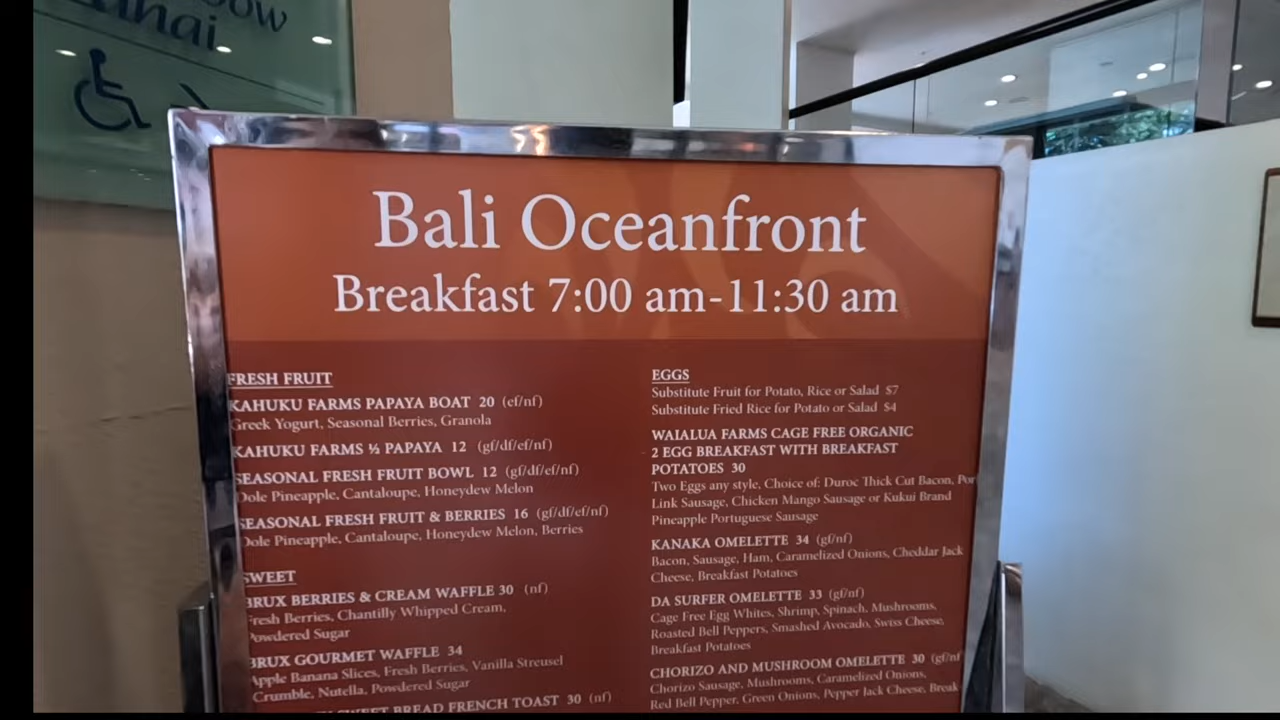 Bali Oceanfront
Breakfast 7:00 am-11:30 am
FRESH FRUIT
KAHUKU FARMS PAPAYA BOAT 20 (ef/nf)
Greek Yogurt, Seasonal Berries, Granola
KAHUKU FARMS ½ PAPAYA 12 (gf/df/ef/nf)
SEASONAL FRESH FRUIT BOWL 12 (gf/df/ef/nf)
Dole Pineapple, Cantaloupe, Honeydew Melon
SEASONAL FRESH FRUIT & BERRIES 16 (gf/df/ef/nf)
Dole Pineapple, Cantaloupe, Honeydew Melon, Berries
SWEET
BRUX BERRIES & CREAM WAFFLE 30 (nf)
Fresh Berries, Chantilly Whipped Cream,
Powdered Sugar
BRUX GOURMET WAFFLE 34
Apple Banana Slices, Fresh Berries, Vanilla Streusel
Crumble, Nutella, Powdered Sugar
SWEET BREAD FRENCH TOAST 30 (nf)
EGGS
Substitute Fruit for Potato, Rice or Salad $7
Substitute Fried Rice for Potato or Salad $4
WAIALUA FARMS CAGE FREE ORGANIC
2 EGG BREAKFAST WITH BREAKFAST
POTATOES 30
Two Eggs any style, Choice of: Duroc Thick Cut Bacon, Por
Link Sausage, Chicken Mango Sausage or Kukui Brand
Pineapple Portuguese Sausage
KANAKA OMELETTE 34 (gf/nf)
Bacon, Sausage, Ham, Caramelized Onions, Cheddar Jack
Cheese, Breakfast Potatoes
DA SURFER OMELETTE 33 (gf/nf)
Cage Free Egg Whites, Shrimp, Spinach, Mushrooms,
Roasted Bell Peppers, Smashed Avocado, Swiss Cheese,
Breakfast Potatoes
CHORIZO AND MUSHROOM OMELETTE 30 (gf/nf
Chorizo Sausage, Mushrooms, Caramelized Onions,
Red Bell Pepper, Green Onions, Pepper Jack Cheese, Break